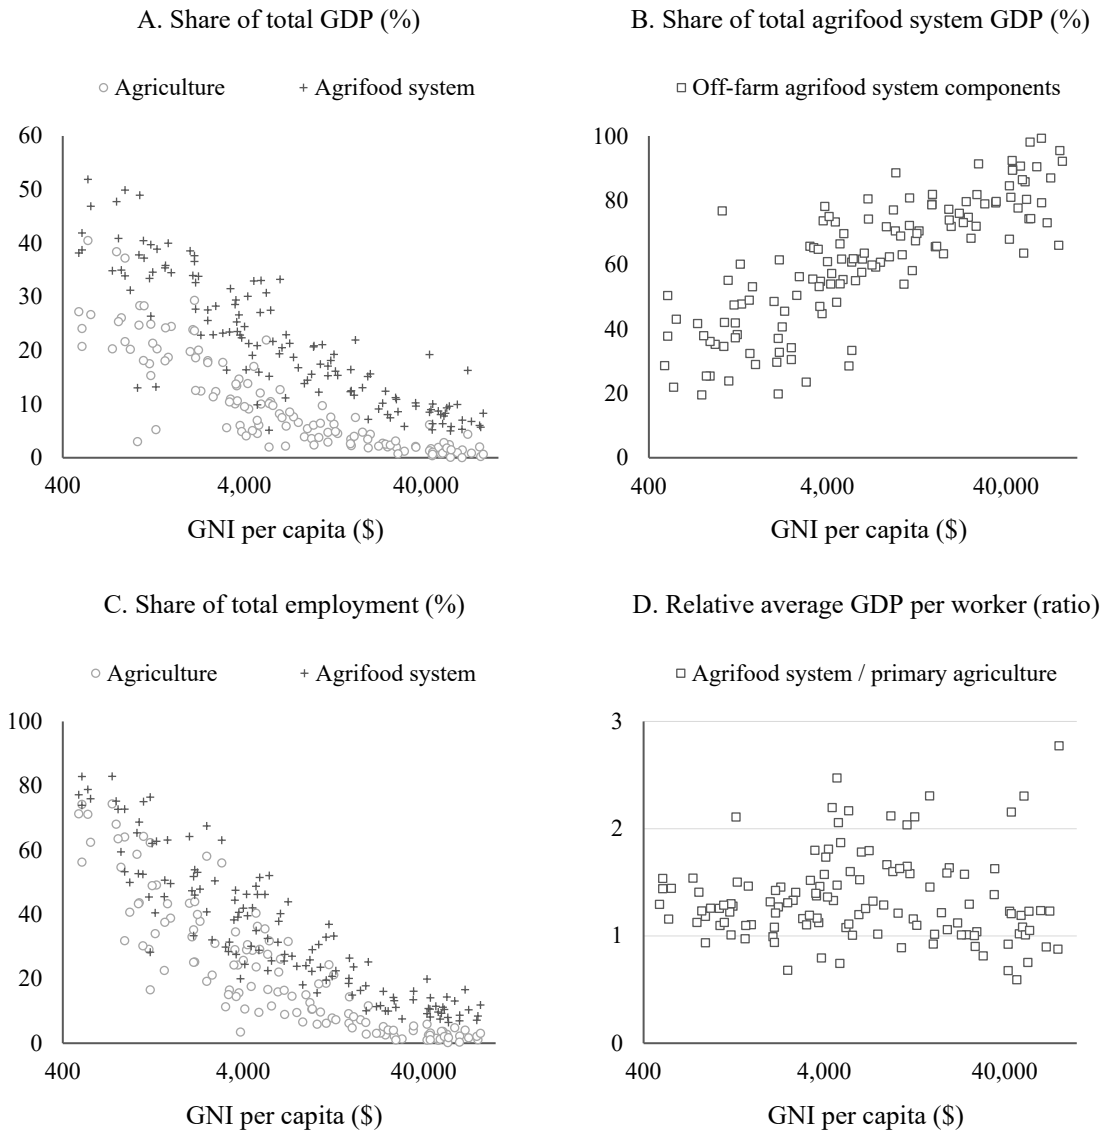 A. Share of total GDP (%)
Agriculture
Agrifood system
60
50
40
30
20
10
0
400
4,000
40,000
GNI per capita ($)
B. Share of total agrifood system GDP (%)
Off-farm agrifood system components
100
80
60
40
20
0
400
4,000
40,000
GNI per capita ($)
C. Share of total employment (%)
Agriculture
Agrifood system
100
80
60
40
20
0
400
4,000
40,000
GNI per capita ($)
D. Relative average GDP per worker (ratio)
Agrifood system / primary agriculture
3
2
1
0
400
4,000
40,000
GNI per capita ($)